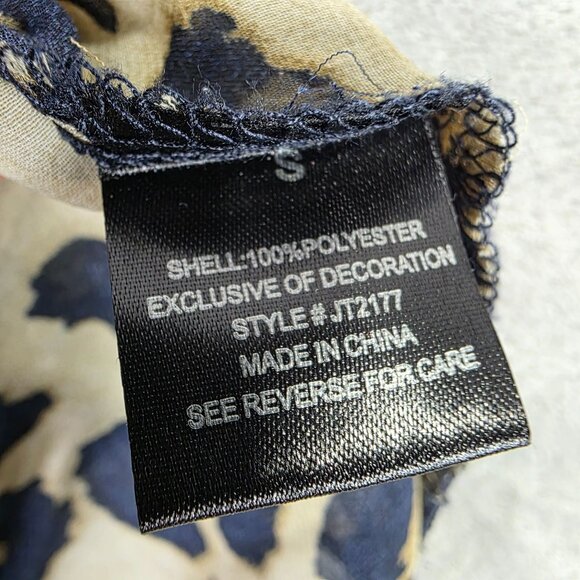 S
SHELL:100%POLYESTER
EXCLUSIVE OF DECORATION
STYLE # JT2177
MADE IN CHINA
SEE REVERSE FOR CARE